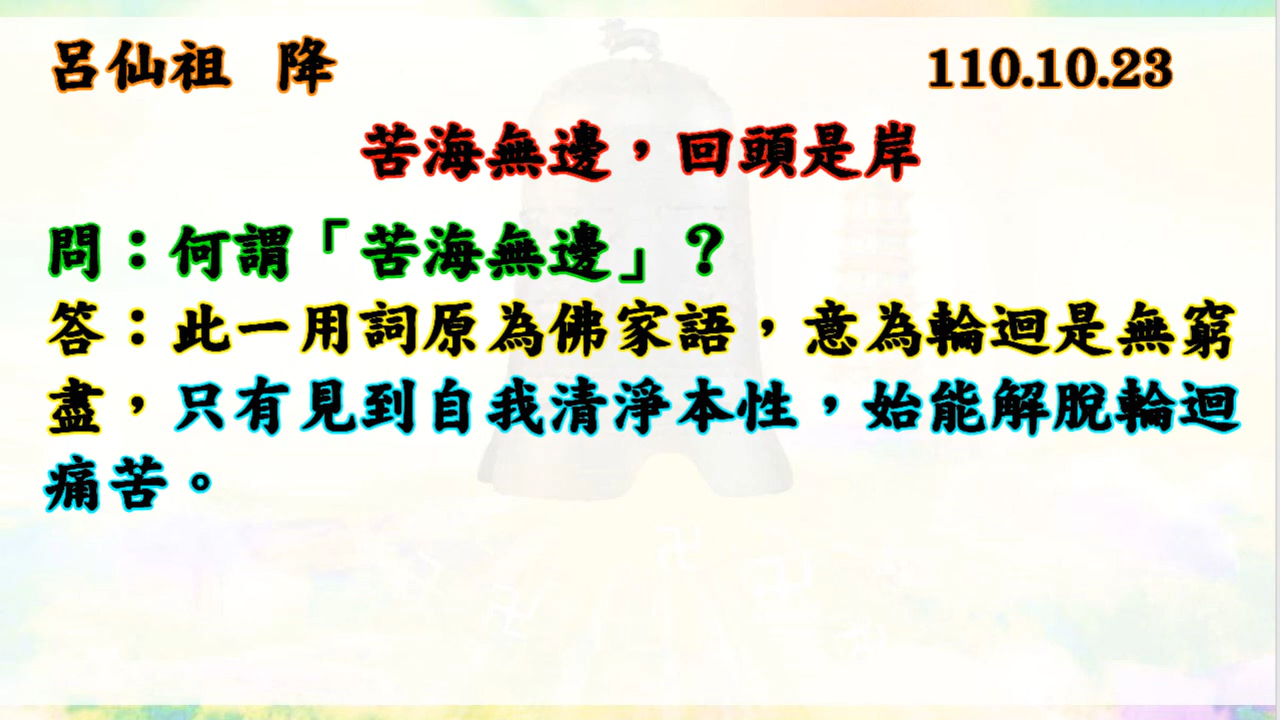 呂仙祖 降 110.10.23
苦海無邊，回頭是岸
問：何謂「苦海無邊」？
答：此一用詞原為佛家語，意為輪迴是無窮
盡，只有見到自我清淨本性，始能解脫輪迴
痛苦。